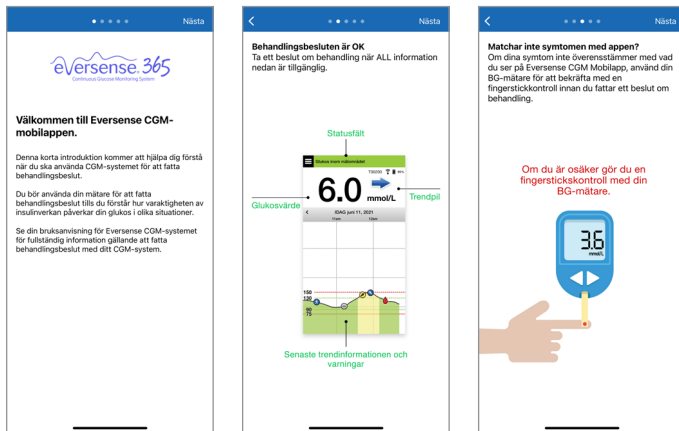 Nästa
eversense. 365
Continuous Glucose Monitoring System
Välkommen till Eversense CGM-
mobilappen.
Denna korta introduktion kommer att hjälpa dig förstå
när du ska använda CGM-systemet för att fatta
behandlingsbeslut.
Du bör använda din mätare för att fatta
behandlingsbeslut tills du förstår hur varaktigheten av
insulinverkan påverkar din glukos i olika situationer.
Se din bruksanvisning för Eversense CGM-systemet
för fullständig information gällande att fatta
behandlingsbeslut med ditt CGM-system.
Nästa
Behandlingsbesluten är OK
Ta ett beslut om behandling när ALL information
nedan är tillgänglig.
Statusfält
Glukos inom målområdet
T00200
6.0
mmol/L
Glukosvärde
Trendpil
IDAG juni 11, 2021
150
120
90
75
Senaste trendinformationen och
varningar
Nästa
Matchar inte symtomen med appen?
Om dina symtom inte överensstämmer med vad
du ser på Eversense CGM Mobilapp, använd din
BG-mätare för att bekräfta med en
fingerstickkontroll innan du fattar ett beslut om
behandling.
Om du är osäker gör du en
fingerstickskontroll med din
BG-mätare.
3.6
mmol/L